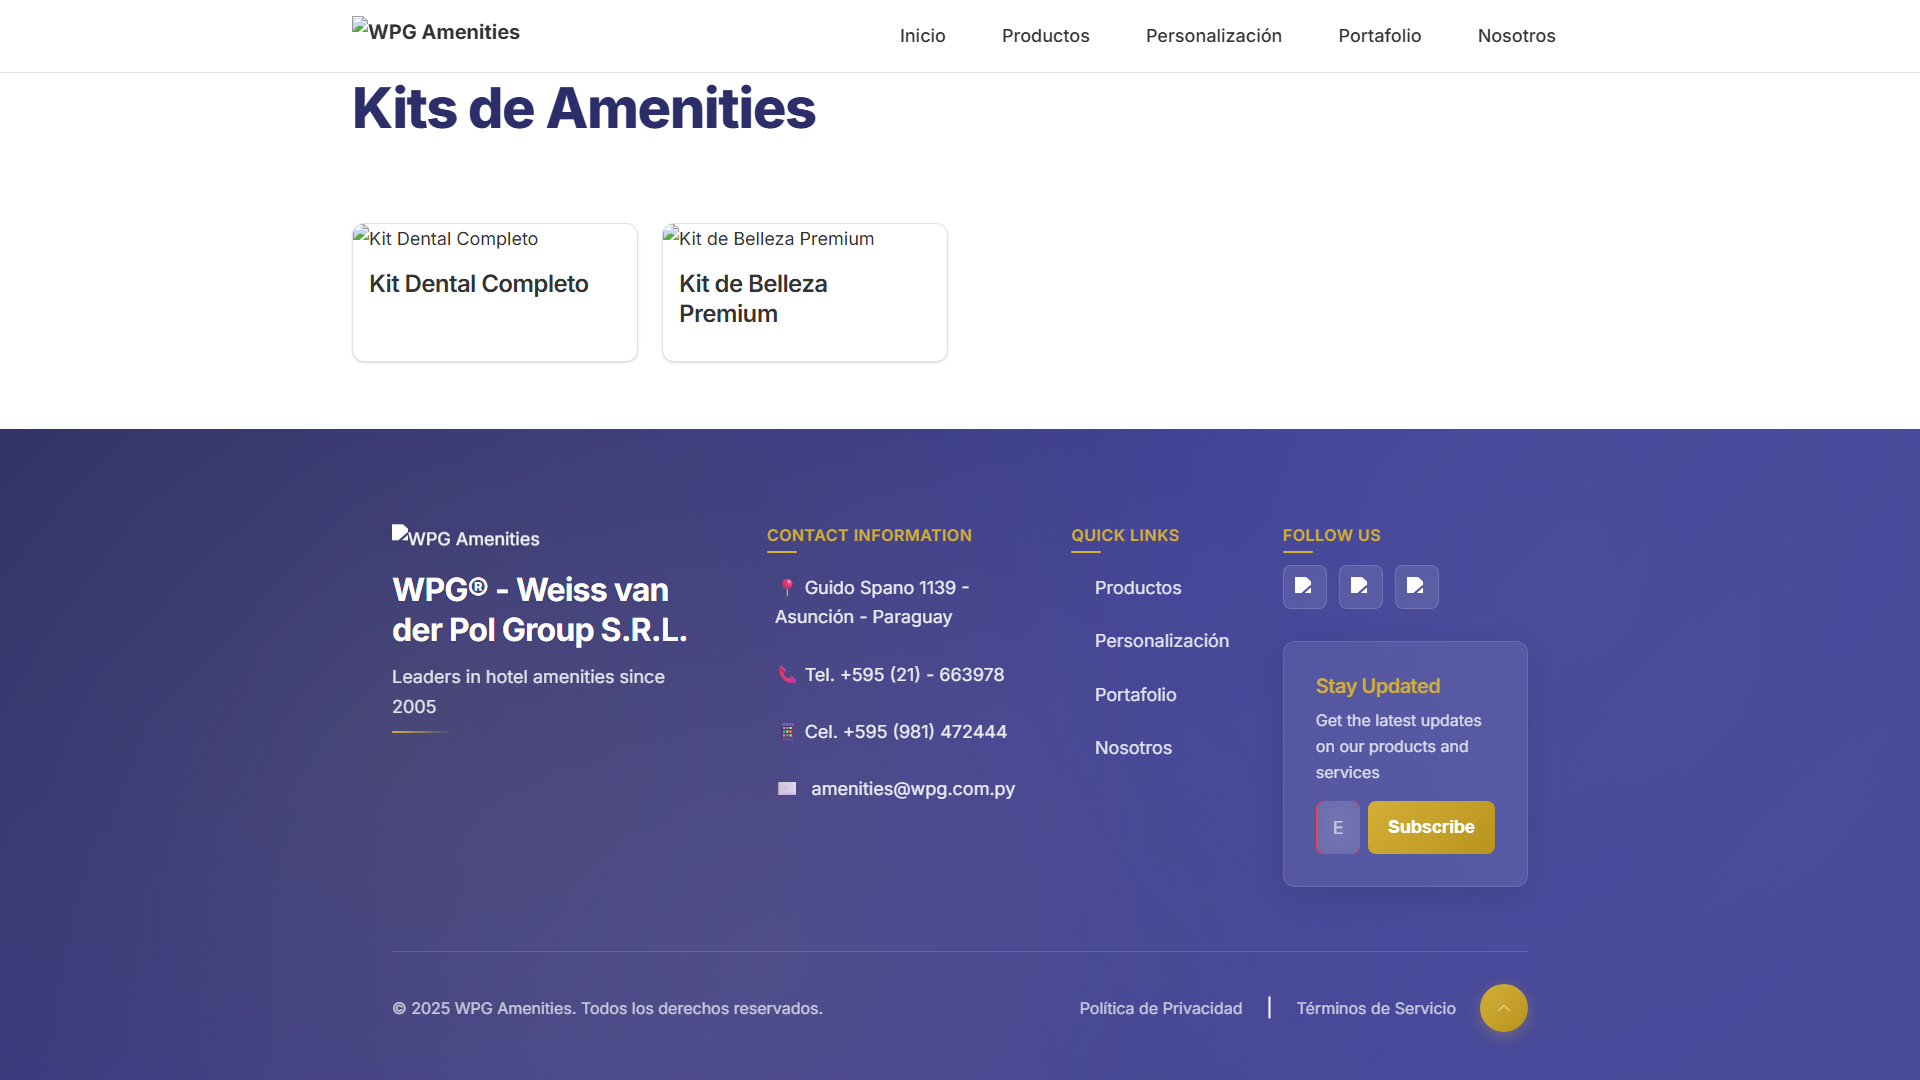 WPG Amenities
Inicio
Productos
Personalización
Portafolio
Nosotros
Kits de Amenities
Kit Dental Completo
Kit Dental Completo
Kit de Belleza Premium
Kit de Belleza
Premium
WPG Amenities
WPG® - Weiss van
der Pol Group S.R.L.
Leaders in hotel amenities since
2005
CONTACT INFORMATION
📍 Guido Spano 1139 -
Asunción - Paraguay
📞 Tel. +595 (21) - 663978
📱 Cel. +595 (981) 472444
✉️ amenities@wpg.com.py
QUICK LINKS
Productos
Personalización
Portafolio
Nosotros
FOLLOW US
Stay Updated
Get the latest updates
on our products and
services
E
Subscribe
© 2025 WPG Amenities. Todos los derechos reservados.
Política de Privacidad
|
Términos de Servicio